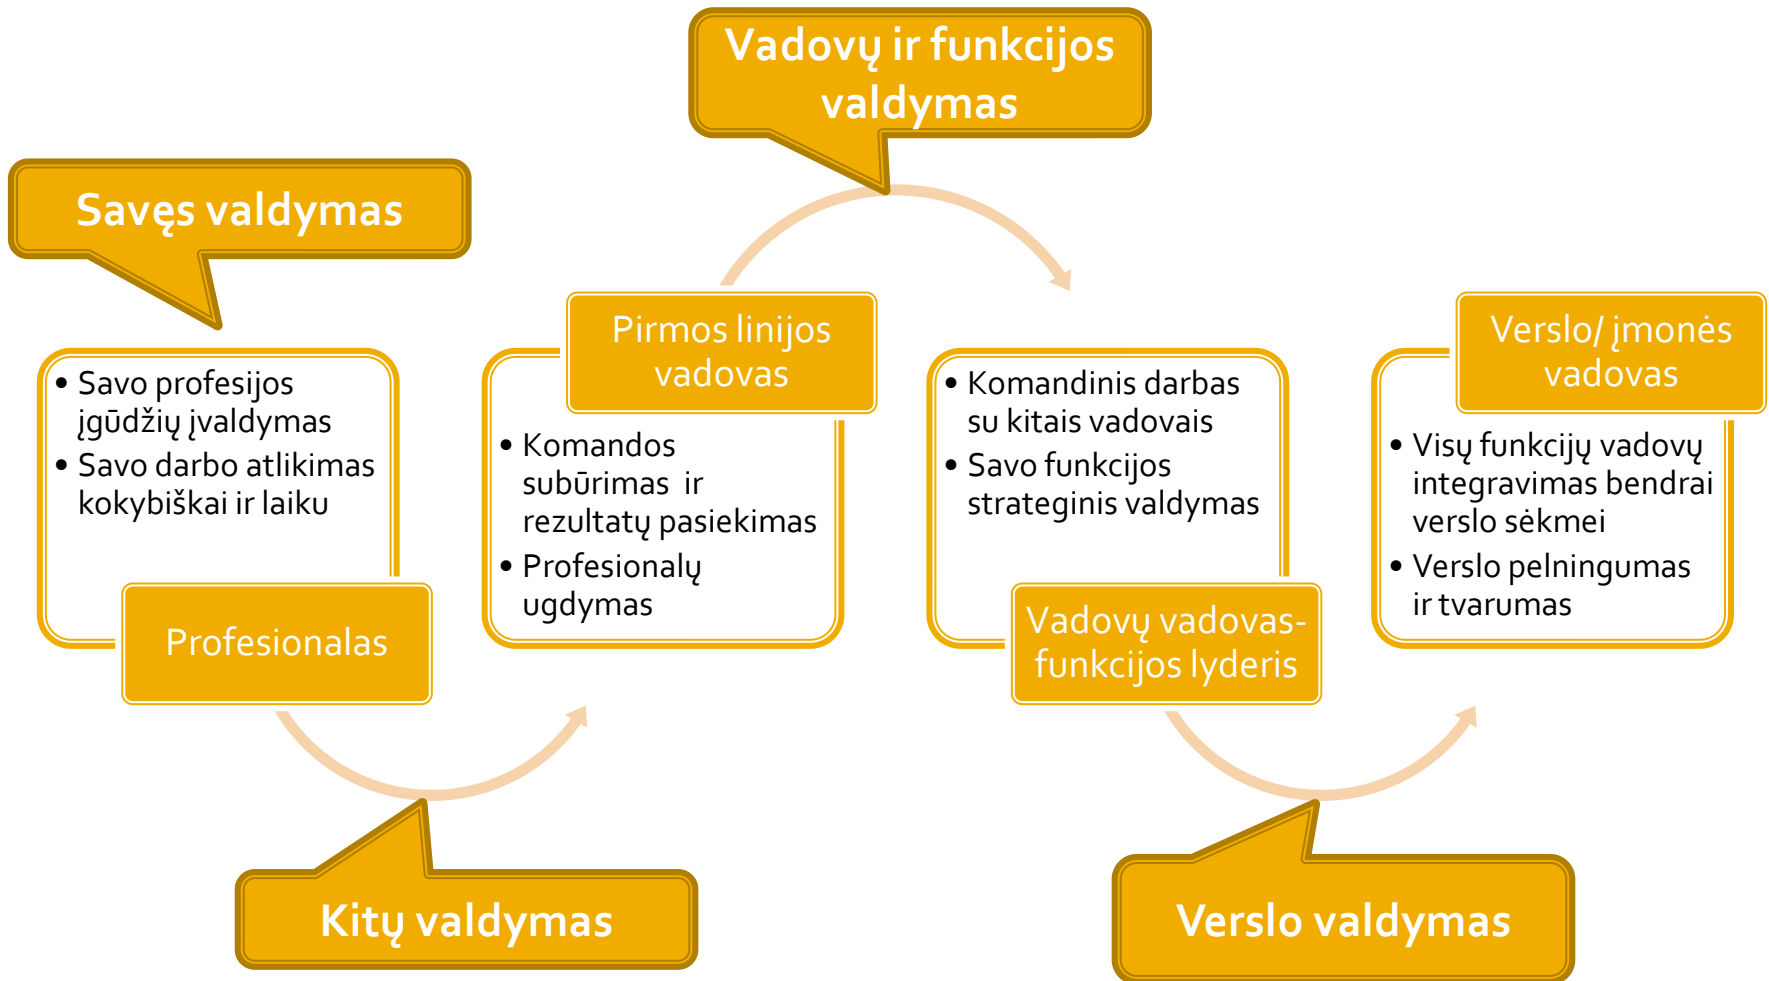 Vadovų ir funkcijos
valdymas
Savęs valdymas
• Savo profesijos
įgūdžių įvaldymas
• Savo darbo atlikimas
kokybiškai ir laiku
Profesionalas
Kitų valdymas
Pirmos linijos
vadovas
• Komandos
subūrimas ir
rezultatų pasiekimas
• Profesionalų
ugdymas
• Komandinis darbas
su kitais vadovais
• Savo funkcijos
strateginis valdymas
Vadovų vadovas-
funkcijos lyderis
Verslo valdymas
Verslo/ įmonės
vadovas
• Visų funkcijų vadovų
integravimas bendrai
verslo sėkmei
• Verslo pelningumas
ir tvarumas